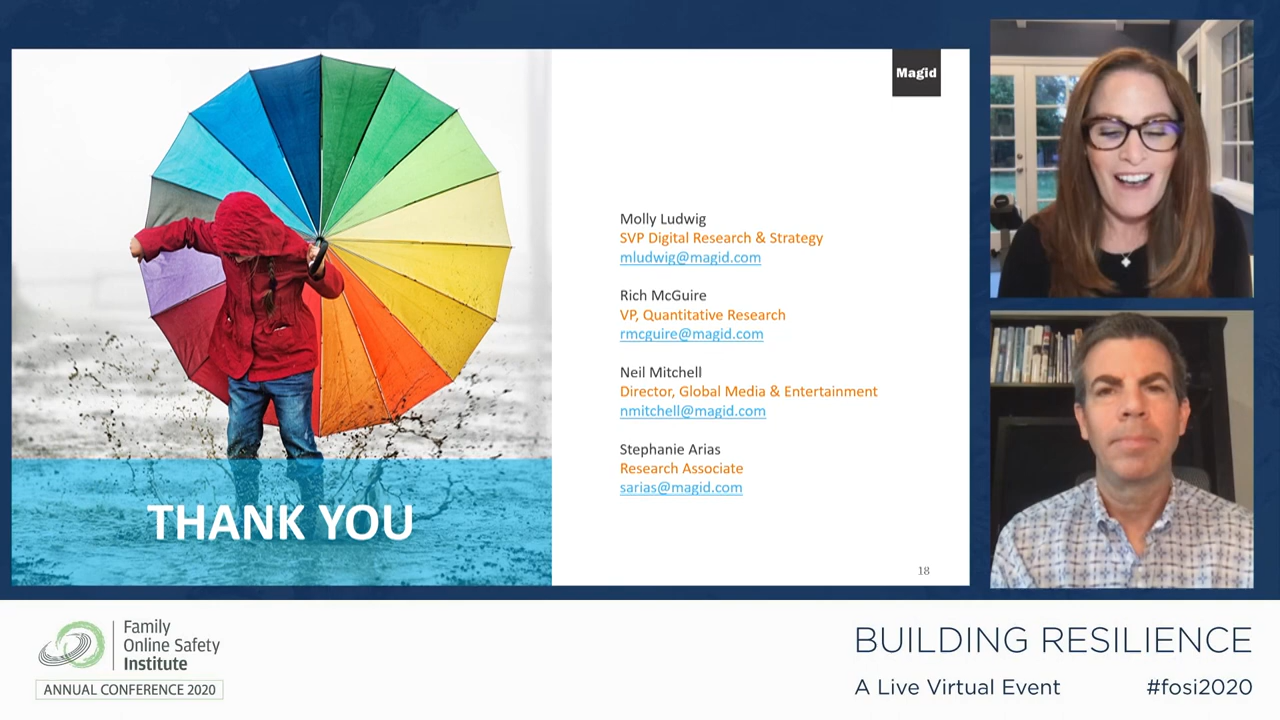 Magid
Molly Ludwig
SVP Digital Research & Strategy
mludwig@magid.com
Rich McGuire
VP, Quantitative Research
rmcguire@magid.com
Neil Mitchell
Director, Global Media & Entertainment
nmitchell@magid.com
Stephanie Arias
Research Associate
sarias@magid.com
THANK YOU
18
Family
Online Safety
Institute
ANNUAL CONFERENCE 2020
BUILDING RESILIENCE
A Live Virtual Event
#fosi2020